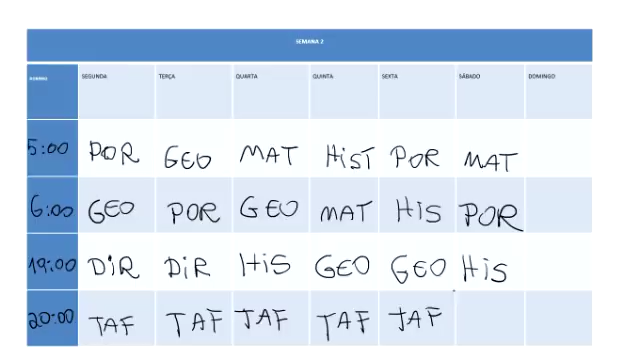 SEMANA 2
HORÁRIO SEGUNDA TERÇA QUARTA QUINTA SEXTA SÁBADO DOMINGO
5:00 POR GEO MAT HIST POR MAT
6:00 GEO POR GEO MAT HIS POR
19:00 DIR DIR HIS GEO GEO HIS
20:00 TAF TAF TAF TAF TAF